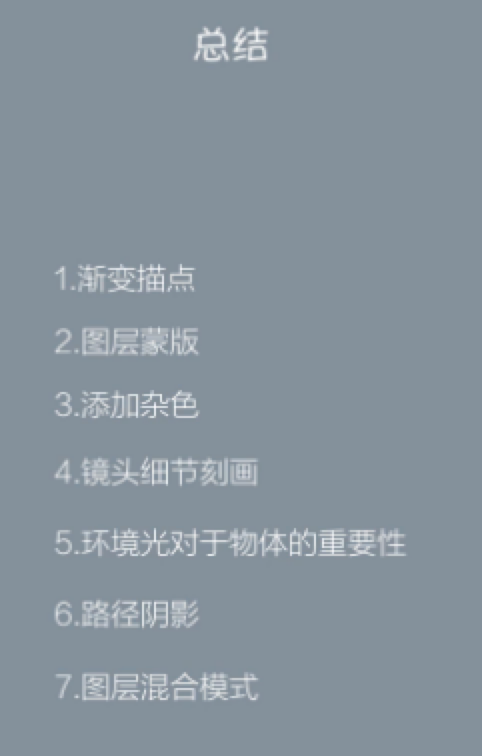 总结
1.渐变描点
2.图层蒙版
3.添加杂色
4.镜头细节刻画
5.环境光对于物体的重要性
6.路径阴影
7.图层混合模式